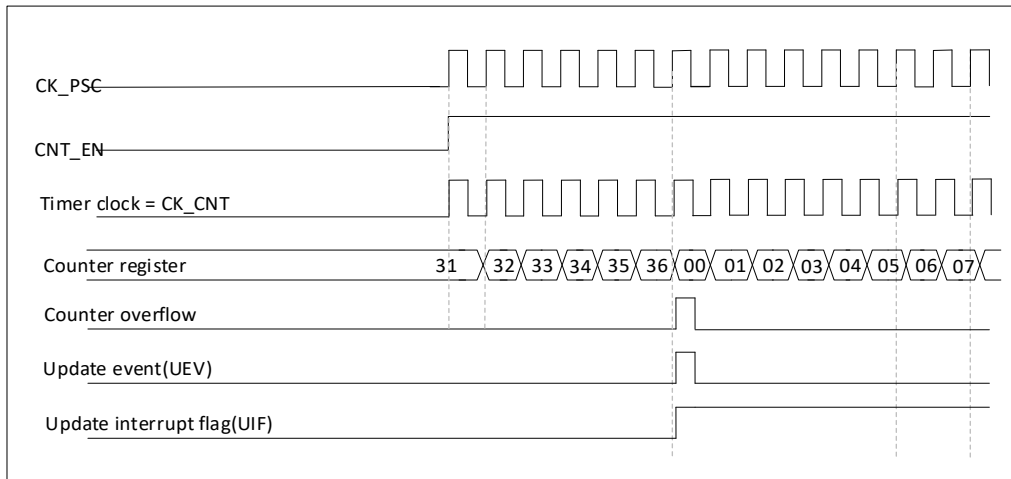 CK_PSC
CNT_EN
Timer clock = CK_CNT
Counter register 31 32 33 34 35 36 00 01 02 03 04 05 06 07
Counter overflow
Update event(UEV)
Update interrupt flag(UIF)